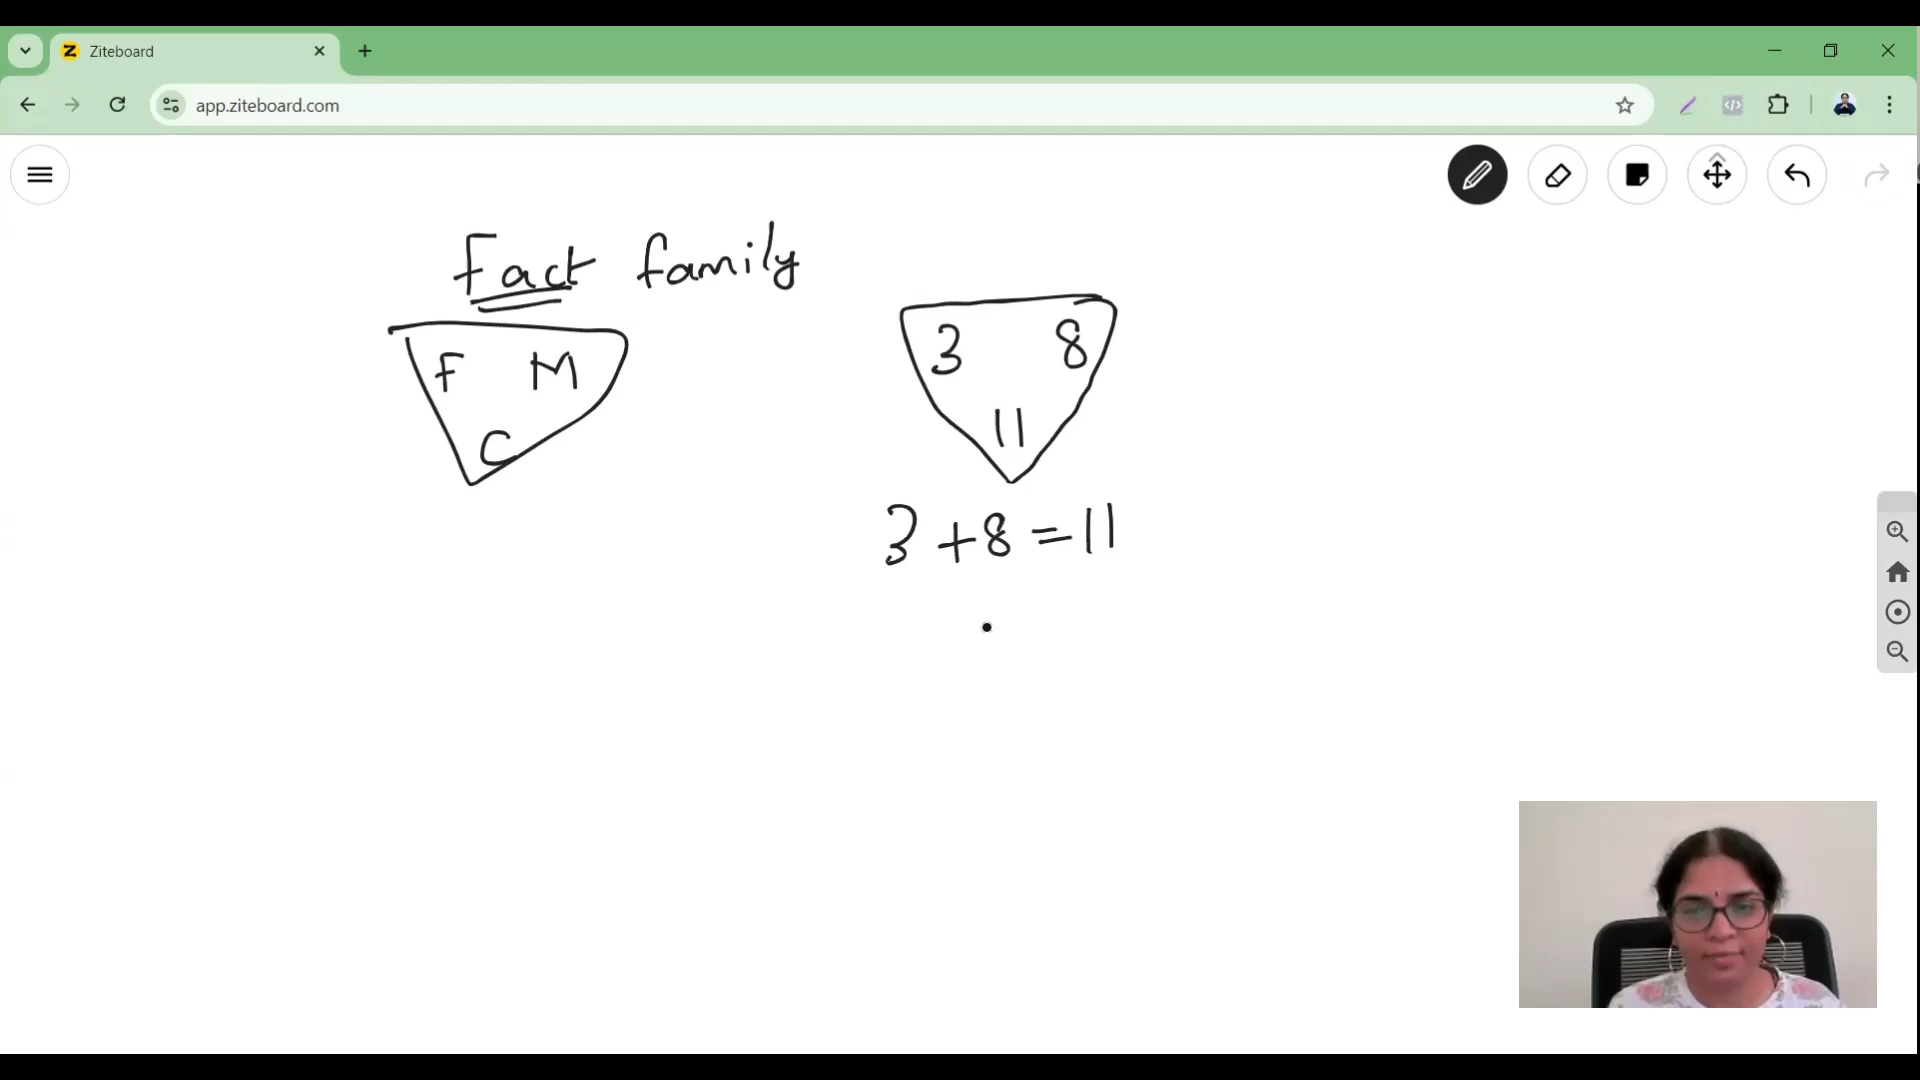 Ziteboard
app.ziteboard.com
Fact family
F M
C
3 8
11
3 + 8 = 11